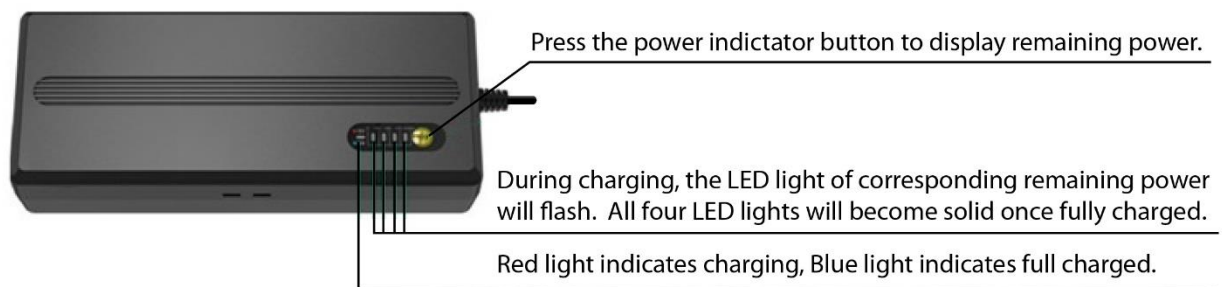 Press the power indictator button to display remaining power.
During charging, the LED light of corresponding remaining power
will flash.  All four LED lights will become solid once fully charged.
Red light indicates charging, Blue light indicates full charged.